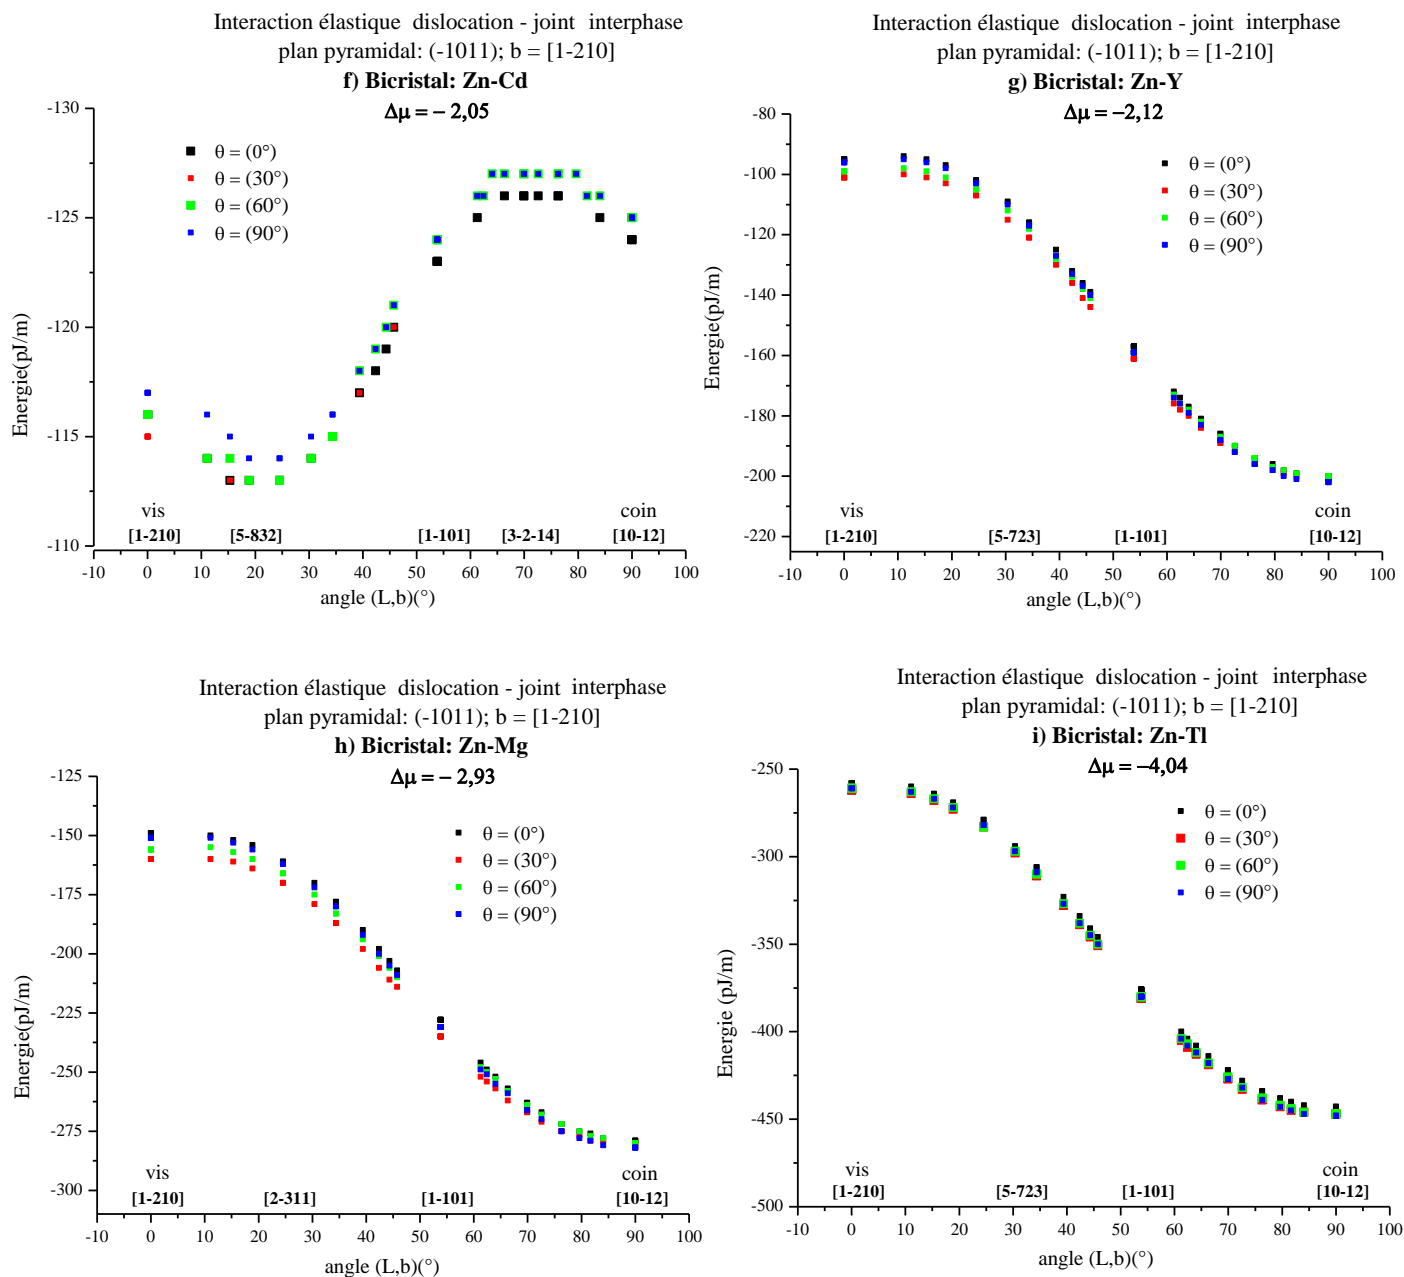 Interaction élastique dislocation - joint interphase
plan pyramidal: (-1011); b = [1-210]
f) Bicristal: Zn-Cd
Δμ = − 2,05
-130
-125
-120
-115
-110
Energie(pJ/m)
θ = (0°)
θ = (30°)
θ = (60°)
θ = (90°)
vis
coin
[1-210] [5-832] [1-101] [3-2-14] [10-12]
-10 0 10 20 30 40 50 60 70 80 90 100
angle (L,b)(°)
Interaction élastique dislocation - joint interphase
plan pyramidal: (-1011); b = [1-210]
g) Bicristal: Zn-Y
Δμ = −2,12
-80
-100
-120
-140
-160
-180
-200
-220
Energie(pJ/m)
θ = (0°)
θ = (30°)
θ = (60°)
θ = (90°)
vis
coin
[1-210] [5-723] [1-101] [10-12]
-10 0 10 20 30 40 50 60 70 80 90 100
angle (L,b)(°)
Interaction élastique dislocation - joint interphase
plan pyramidal: (-1011); b = [1-210]
h) Bicristal: Zn-Mg
Δμ = − 2,93
-125
-150
-175
-200
-225
-250
-275
-300
Energie(pJ/m)
θ = (0°)
θ = (30°)
θ = (60°)
θ = (90°)
vis
coin
[1-210] [2-311] [1-101] [10-12]
-10 0 10 20 30 40 50 60 70 80 90 100
angle (L,b)(°)
Interaction élastique dislocation - joint interphase
plan pyramidal: (-1011); b = [1-210]
i) Bicristal: Zn-Tl
Δμ = −4,04
-250
-300
-350
-400
-450
-500
Energie (pJ/m)
θ = (0°)
θ = (30°)
θ = (60°)
θ = (90°)
vis
coin
[1-210] [5-723] [1-101] [10-12]
-10 0 10 20 30 40 50 60 70 80 90 100
angle (L,b)(°)